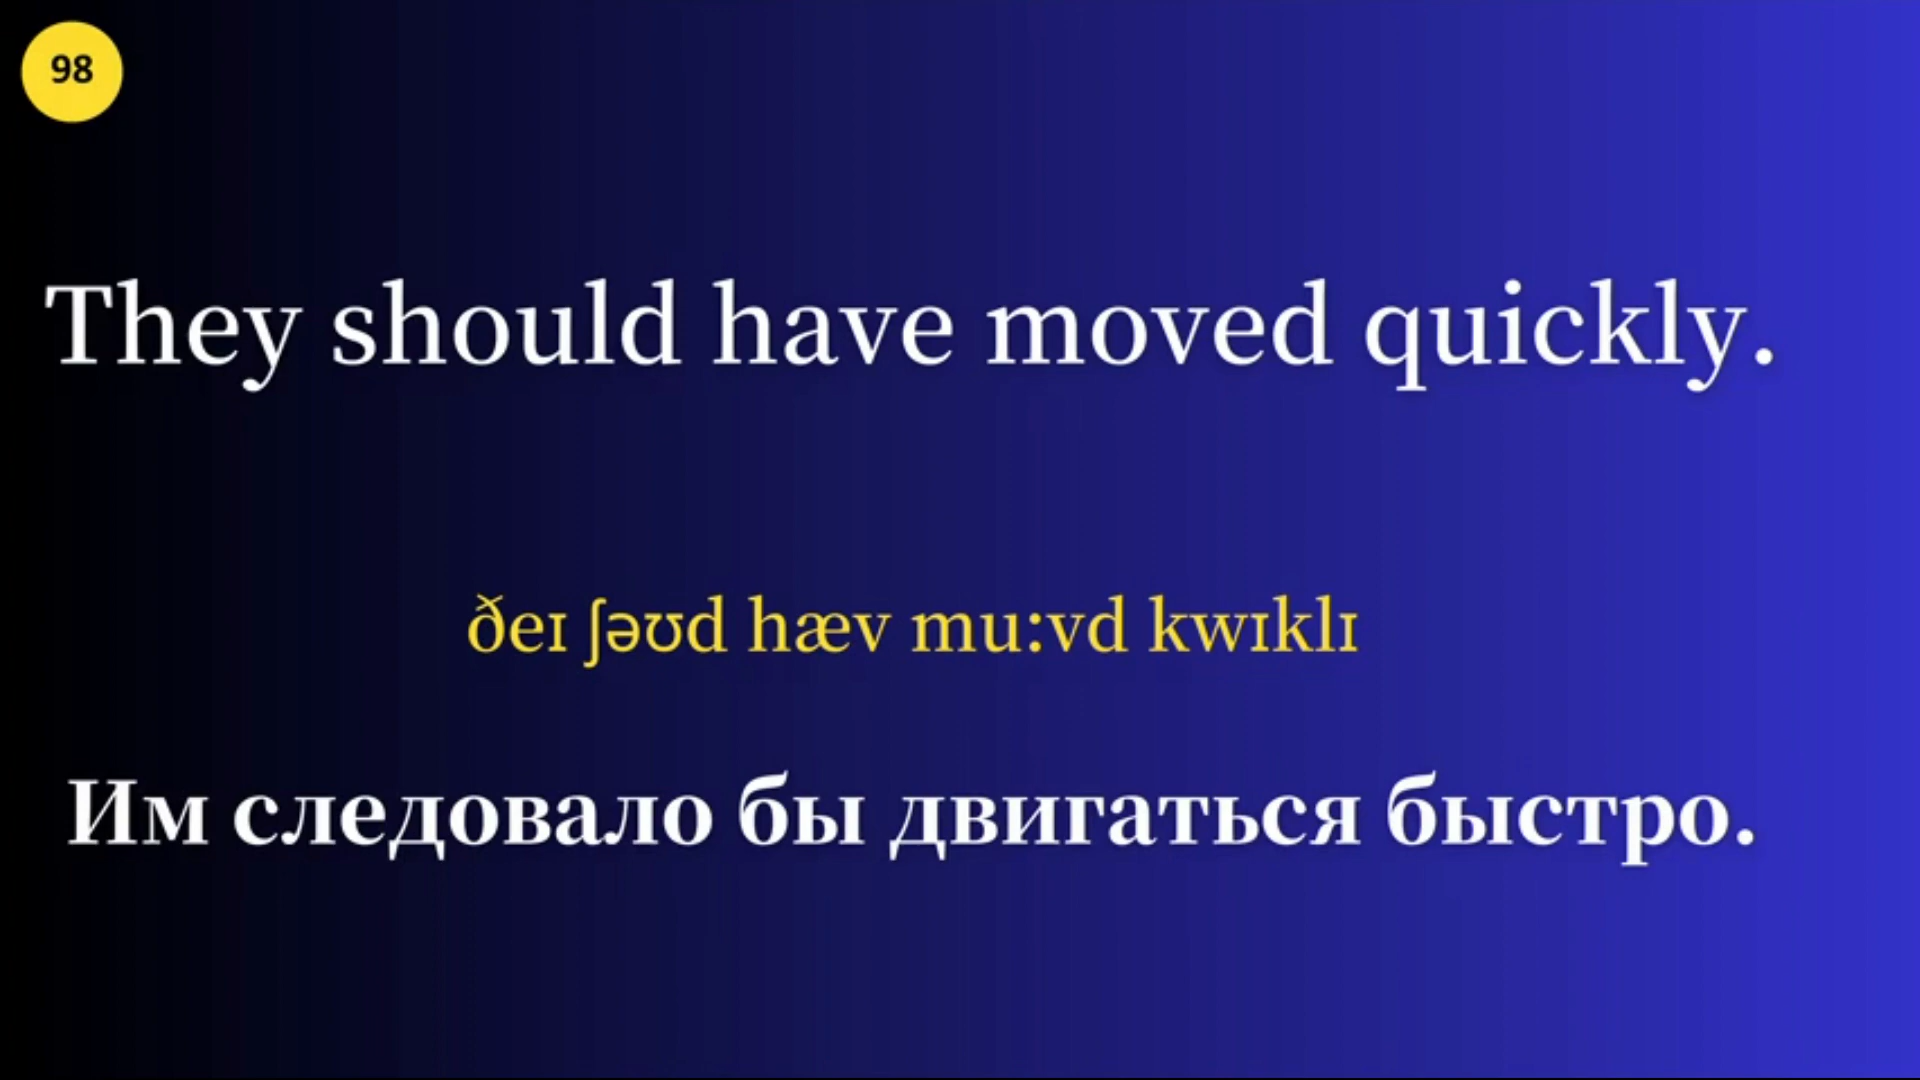 98
They should have moved quickly.
ðeɪ ʃəʊd hæv mu:vd kwɪklɪ
Им следовало бы двигаться быстро.